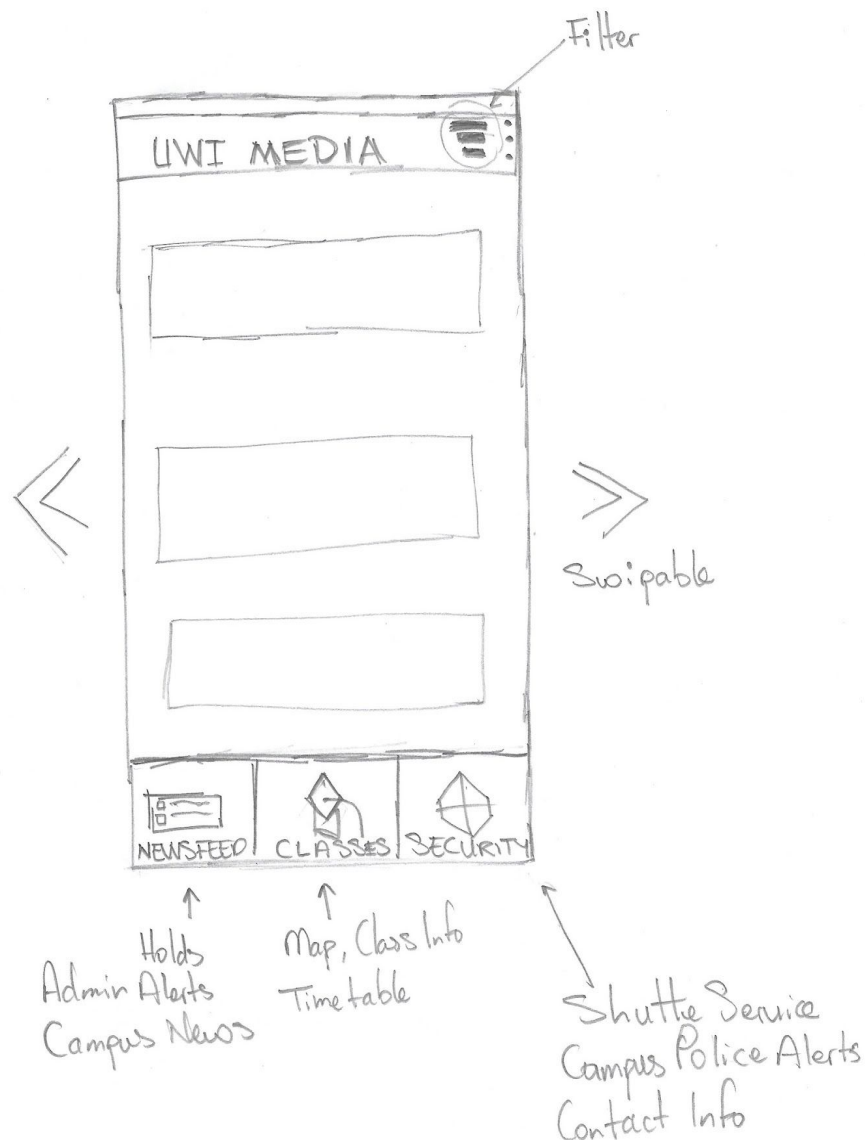 Filter
UWI MEDIA
Swipable
NEWSFEED
CLASSES
SECURITY
Holds
Admin Alerts
Campus News
Map, Class Info
Timetable
Shuttle Service
Campus Police Alerts
Contact Info